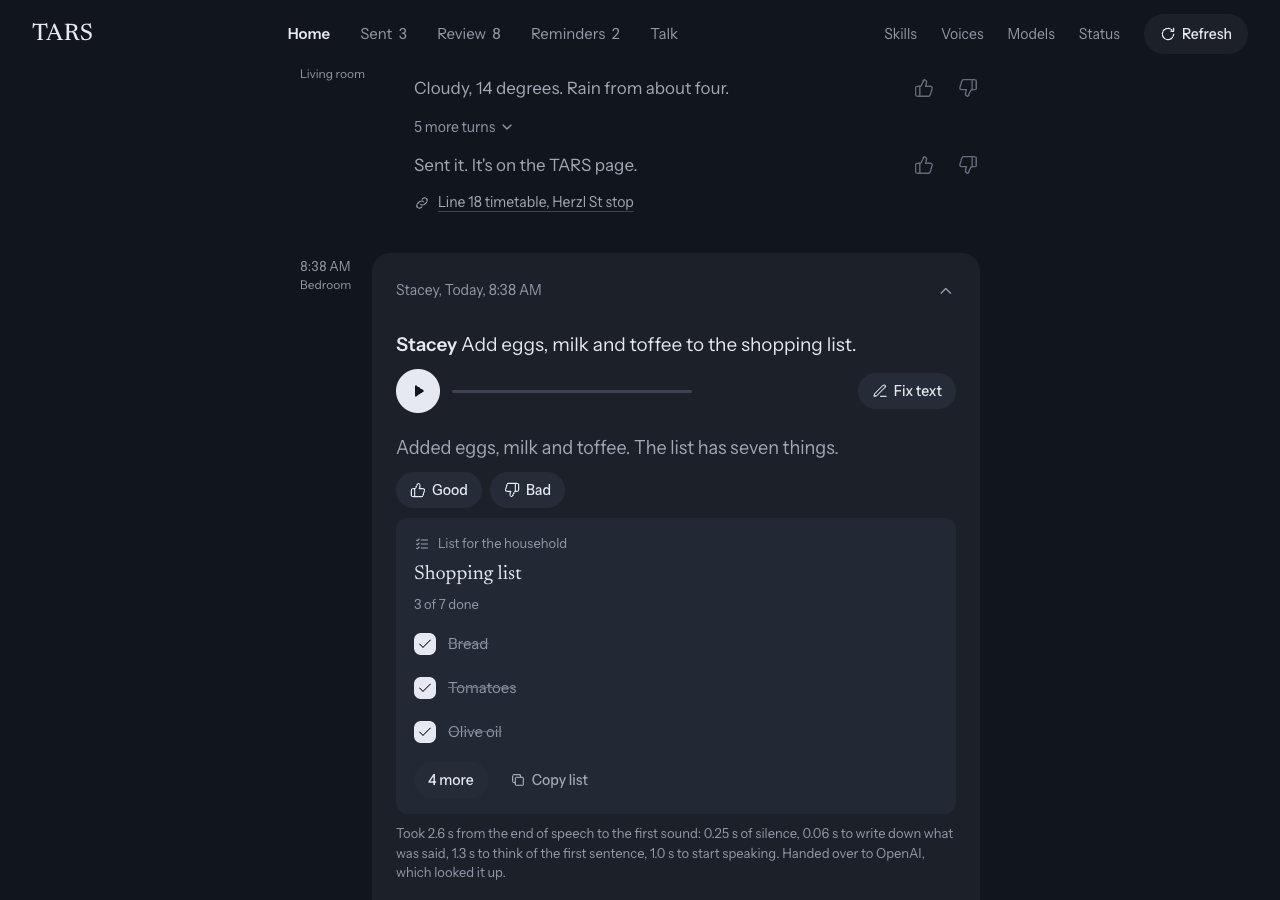 TARS
Home
Sent 3
Review 8
Reminders 2
Talk
Skills
Voices
Models
Status
Refresh
Living room
Cloudy, 14 degrees. Rain from about four.
5 more turns
Sent it. It's on the TARS page.
Line 18 timetable, Herzl St stop
8:38 AM
Bedroom
Stacey, Today, 8:38 AM
Stacey Add eggs, milk and toffee to the shopping list.
Fix text
Added eggs, milk and toffee. The list has seven things.
Good
Bad
List for the household
Shopping list
3 of 7 done
Bread
Tomatoes
Olive oil
4 more
Copy list
Took 2.6 s from the end of speech to the first sound: 0.25 s of silence, 0.06 s to write down what
was said, 1.3 s to think of the first sentence, 1.0 s to start speaking. Handed over to OpenAI,
which looked it up.